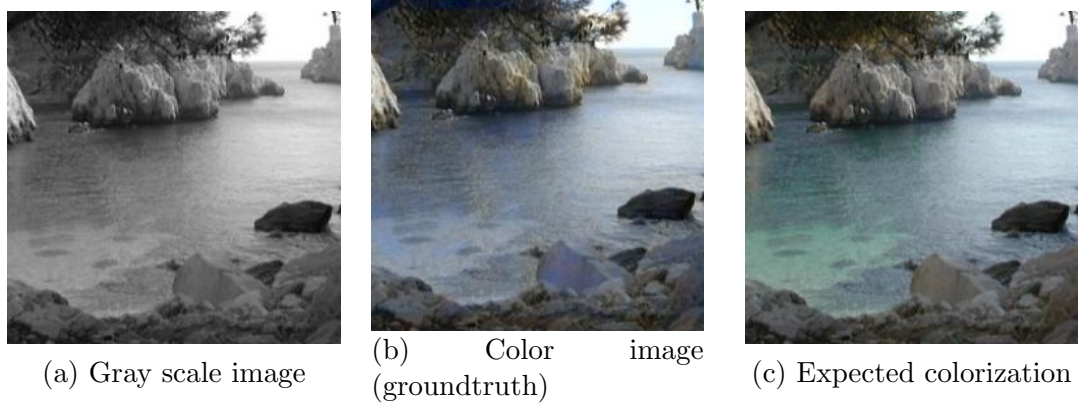 (a) Gray scale image
(b) Color image
(groundtruth)
(c) Expected colorization